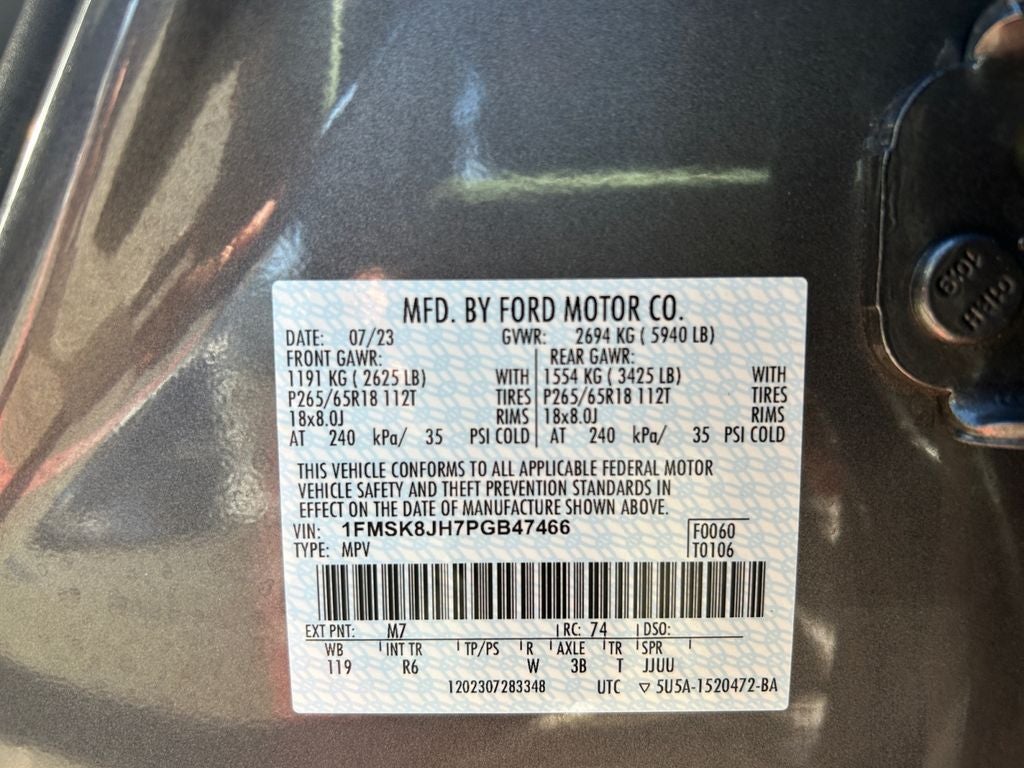 MFD. BY FORD MOTOR CO.
DATE: 07/23 GVWR: 2694 KG ( 5940 LB)
FRONT GAWR: REAR GAWR:
1191 KG ( 2625 LB) WITH 1554 KG ( 3425 LB) WITH
P265/65R18 112T TIRES P265/65R18 112T TIRES
18x8.0J RIMS 18x8.0J RIMS
AT 240 kPa/ 35 PSI COLD AT 240 kPa/ 35 PSI COLD
THIS VEHICLE CONFORMS TO ALL APPLICABLE FEDERAL MOTOR
VEHICLE SAFETY AND THEFT PREVENTION STANDARDS IN
EFFECT ON THE DATE OF MANUFACTURE SHOWN ABOVE.
VIN: 1FMSK8JH7PGB47466 F0060
TYPE: MPV T0106
EXT PNT: M7 RC: 74 DSO:
WB INT TR TP/PS R AXLE TR SPR
119 R6 W 3B T JJUU
1202307283348 UTC ▽ 5U5A-1520472-BA